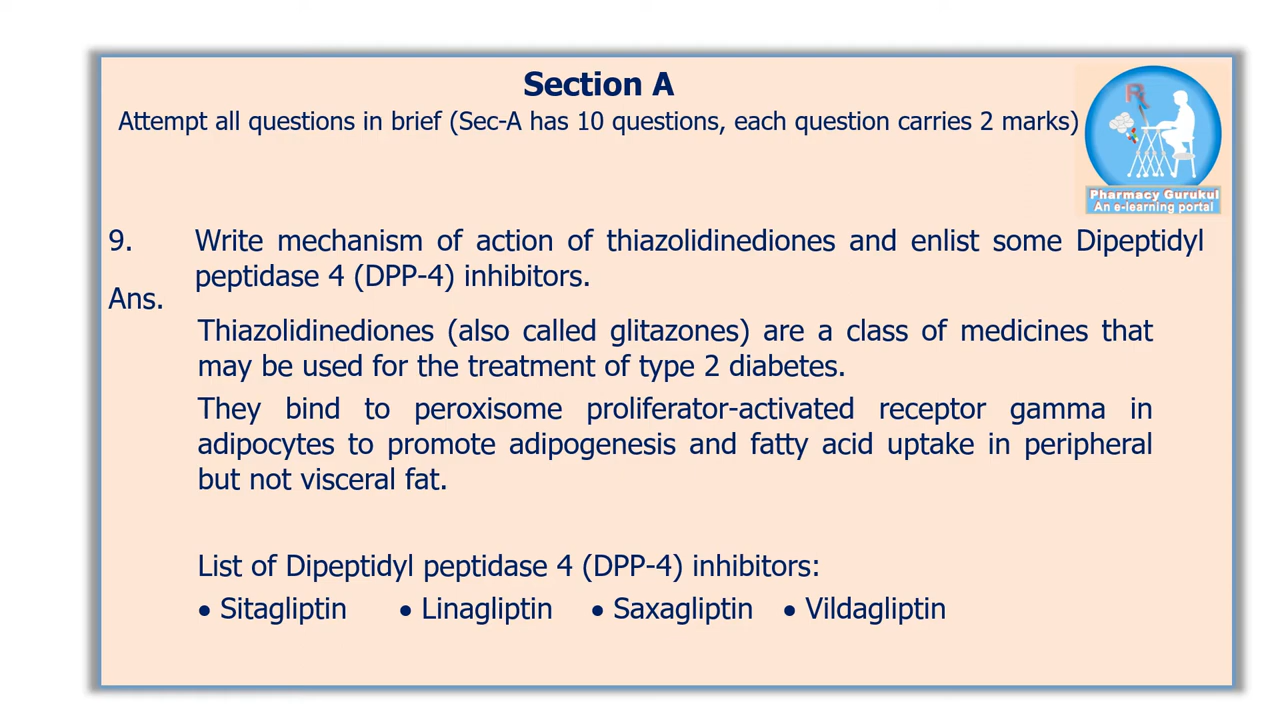 Section A
Attempt all questions in brief (Sec-A has 10 questions, each question carries 2 marks)
Rx
Pharmacy Gurukul
An e-learning portal
9. Write mechanism of action of thiazolidinediones and enlist some Dipeptidyl
peptidase 4 (DPP-4) inhibitors.
Ans.
Thiazolidinediones (also called glitazones) are a class of medicines that
may be used for the treatment of type 2 diabetes.
They bind to peroxisome proliferator-activated receptor gamma in
adipocytes to promote adipogenesis and fatty acid uptake in peripheral
but not visceral fat.
List of Dipeptidyl peptidase 4 (DPP-4) inhibitors:
• Sitagliptin • Linagliptin • Saxagliptin • Vildagliptin